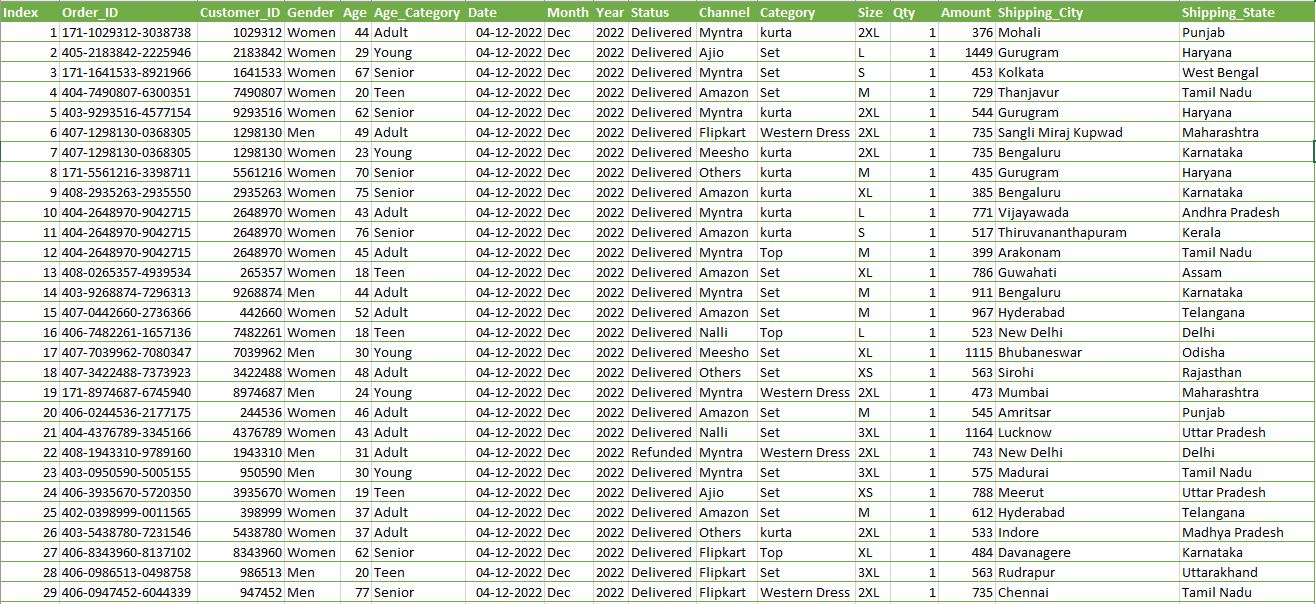 Index Order_ID Customer_ID Gender Age Age_Category Date Month Year Status Channel Category Size Qty Amount Shipping_City Shipping_State
1 171-1029312-3038738 1029312 Women 44 Adult 04-12-2022 Dec 2022 Delivered Myntra kurta 2XL 1 376 Mohali Punjab
2 405-2183842-2225946 2183842 Women 29 Young 04-12-2022 Dec 2022 Delivered Ajio Set L 1 1449 Gurugram Haryana
3 171-1641533-8921966 1641533 Women 67 Senior 04-12-2022 Dec 2022 Delivered Myntra Set S 1 453 Kolkata West Bengal
4 404-7490807-6300351 7490807 Women 20 Teen 04-12-2022 Dec 2022 Delivered Amazon Set M 1 729 Thanjavur Tamil Nadu
5 403-9293516-4577154 9293516 Women 62 Senior 04-12-2022 Dec 2022 Delivered Myntra kurta 2XL 1 544 Gurugram Haryana
6 407-1298130-0368305 1298130 Men 49 Adult 04-12-2022 Dec 2022 Delivered Flipkart Western Dress 2XL 1 735 Sangli Miraj Kupwad Maharashtra
7 407-1298130-0368305 1298130 Women 23 Young 04-12-2022 Dec 2022 Delivered Meesho kurta 2XL 1 735 Bengaluru Karnataka
8 171-5561216-3398711 5561216 Women 70 Senior 04-12-2022 Dec 2022 Delivered Others kurta M 1 435 Gurugram Haryana
9 408-2935263-2935550 2935263 Women 75 Senior 04-12-2022 Dec 2022 Delivered Amazon kurta XL 1 385 Bengaluru Karnataka
10 404-2648970-9042715 2648970 Women 43 Adult 04-12-2022 Dec 2022 Delivered Myntra kurta L 1 771 Vijayawada Andhra Pradesh
11 404-2648970-9042715 2648970 Women 76 Senior 04-12-2022 Dec 2022 Delivered Amazon kurta S 1 517 Thiruvananthapuram Kerala
12 404-2648970-9042715 2648970 Women 45 Adult 04-12-2022 Dec 2022 Delivered Myntra Top M 1 399 Arakonam Tamil Nadu
13 408-0265357-4939534 265357 Women 18 Teen 04-12-2022 Dec 2022 Delivered Amazon Set XL 1 786 Guwahati Assam
14 403-9268874-7296313 9268874 Men 44 Adult 04-12-2022 Dec 2022 Delivered Myntra Set M 1 911 Bengaluru Karnataka
15 407-0442660-2736366 442660 Women 52 Adult 04-12-2022 Dec 2022 Delivered Amazon Set M 1 967 Hyderabad Telangana
16 406-7482261-1657136 7482261 Women 18 Teen 04-12-2022 Dec 2022 Delivered Nalli Top L 1 523 New Delhi Delhi
17 407-7039962-7080347 7039962 Men 30 Young 04-12-2022 Dec 2022 Delivered Meesho Set XL 1 1115 Bhubaneswar Odisha
18 407-3422488-7373923 3422488 Women 48 Adult 04-12-2022 Dec 2022 Delivered Others Set XS 1 563 Sirohi Rajasthan
19 171-8974687-6745940 8974687 Men 24 Young 04-12-2022 Dec 2022 Delivered Myntra Western Dress 2XL 1 473 Mumbai Maharashtra
20 406-0244536-2177175 244536 Women 46 Adult 04-12-2022 Dec 2022 Delivered Amazon Set M 1 545 Amritsar Punjab
21 404-4376789-3345166 4376789 Women 43 Adult 04-12-2022 Dec 2022 Delivered Nalli Set 3XL 1 1164 Lucknow Uttar Pradesh
22 408-1943310-9789160 1943310 Men 31 Adult 04-12-2022 Dec 2022 Refunded Myntra Western Dress 2XL 1 743 New Delhi Delhi
23 403-0950590-5005155 950590 Men 30 Young 04-12-2022 Dec 2022 Delivered Myntra Set 3XL 1 575 Madurai Tamil Nadu
24 406-3935670-5720350 3935670 Women 19 Teen 04-12-2022 Dec 2022 Delivered Ajio Set XS 1 788 Meerut Uttar Pradesh
25 402-0398999-0011565 398999 Women 37 Adult 04-12-2022 Dec 2022 Delivered Amazon Set M 1 612 Hyderabad Telangana
26 403-5438780-7231546 5438780 Women 37 Adult 04-12-2022 Dec 2022 Delivered Others kurta 2XL 1 533 Indore Madhya Pradesh
27 406-8343960-8137102 8343960 Women 62 Senior 04-12-2022 Dec 2022 Delivered Flipkart Top XL 1 484 Davanagere Karnataka
28 406-0986513-0498758 986513 Men 20 Teen 04-12-2022 Dec 2022 Delivered Flipkart Set 3XL 1 563 Rudrapur Uttarakhand
29 406-0947452-6044339 947452 Men 77 Senior 04-12-2022 Dec 2022 Delivered Flipkart Western Dress 2XL 1 735 Chennai Tamil Nadu